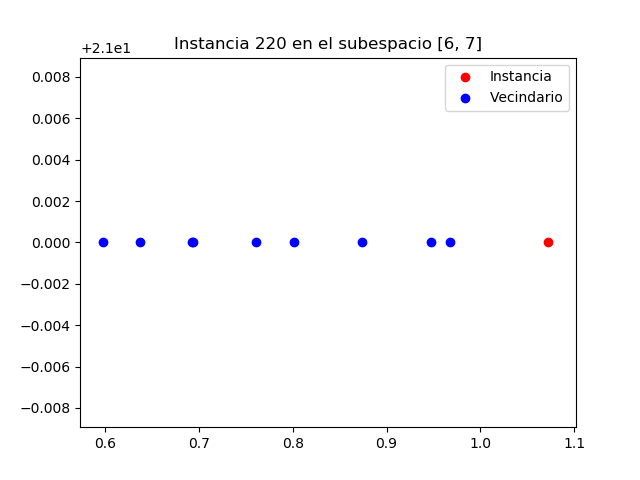 Instancia 220 en el subespacio [6, 7]
+2.1e1
Instancia
Vecindario
0.008
0.006
0.004
0.002
0.000
−0.002
−0.004
−0.006
−0.008
0.6 0.7 0.8 0.9 1.0 1.1